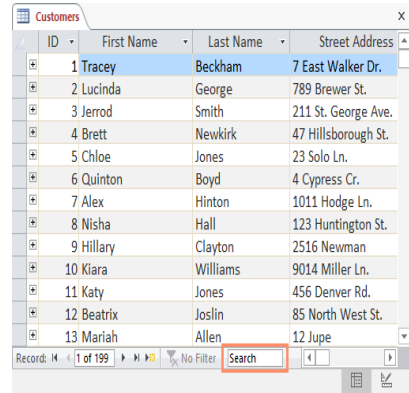 Customers x
ID First Name Last Name Street Address
1 Tracey Beckham 7 East Walker Dr.
2 Lucinda George 789 Brewer St.
3 Jerrod Smith 211 St. George Ave.
4 Brett Newkirk 47 Hillsborough St.
5 Chloe Jones 23 Solo Ln.
6 Quinton Boyd 4 Cypress Cr.
7 Alex Hinton 1011 Hodge Ln.
8 Nisha Hall 123 Huntington St.
9 Hillary Clayton 2516 Newman
10 Kiara Williams 9014 Miller Ln.
11 Katy Jones 456 Denver Rd.
12 Beatrix Joslin 85 North West St.
13 Mariah Allen 12 Jupe
Record: 1 of 199 No Filter Search